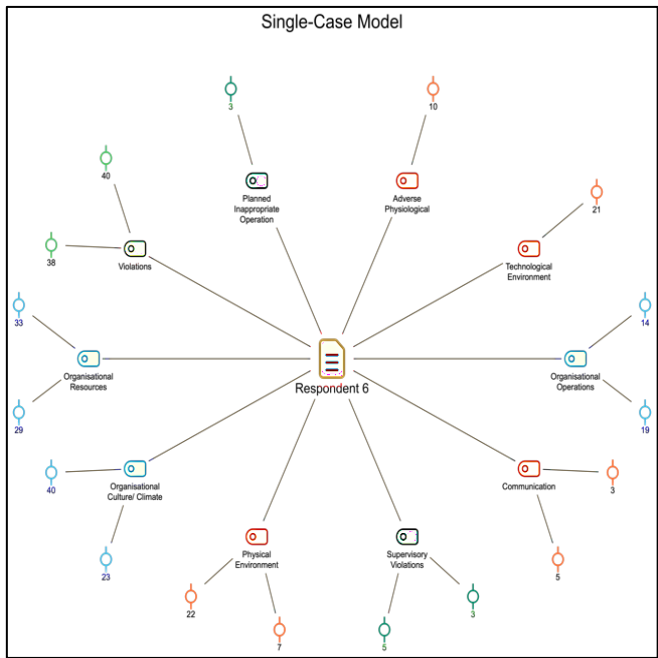 Single-Case Model
3
10
40
Planned
Inappropriate
Operation
Adverse
Physiological
21
38
Violations
Technological
Environment
33
14
Organisational
Resources
Respondent 6
Organisational
Operations
29
19
40
Organisational
Culture/ Climate
Communication
3
23
Physical
Environment
Supervisory
Violations
5
22
3
7
5